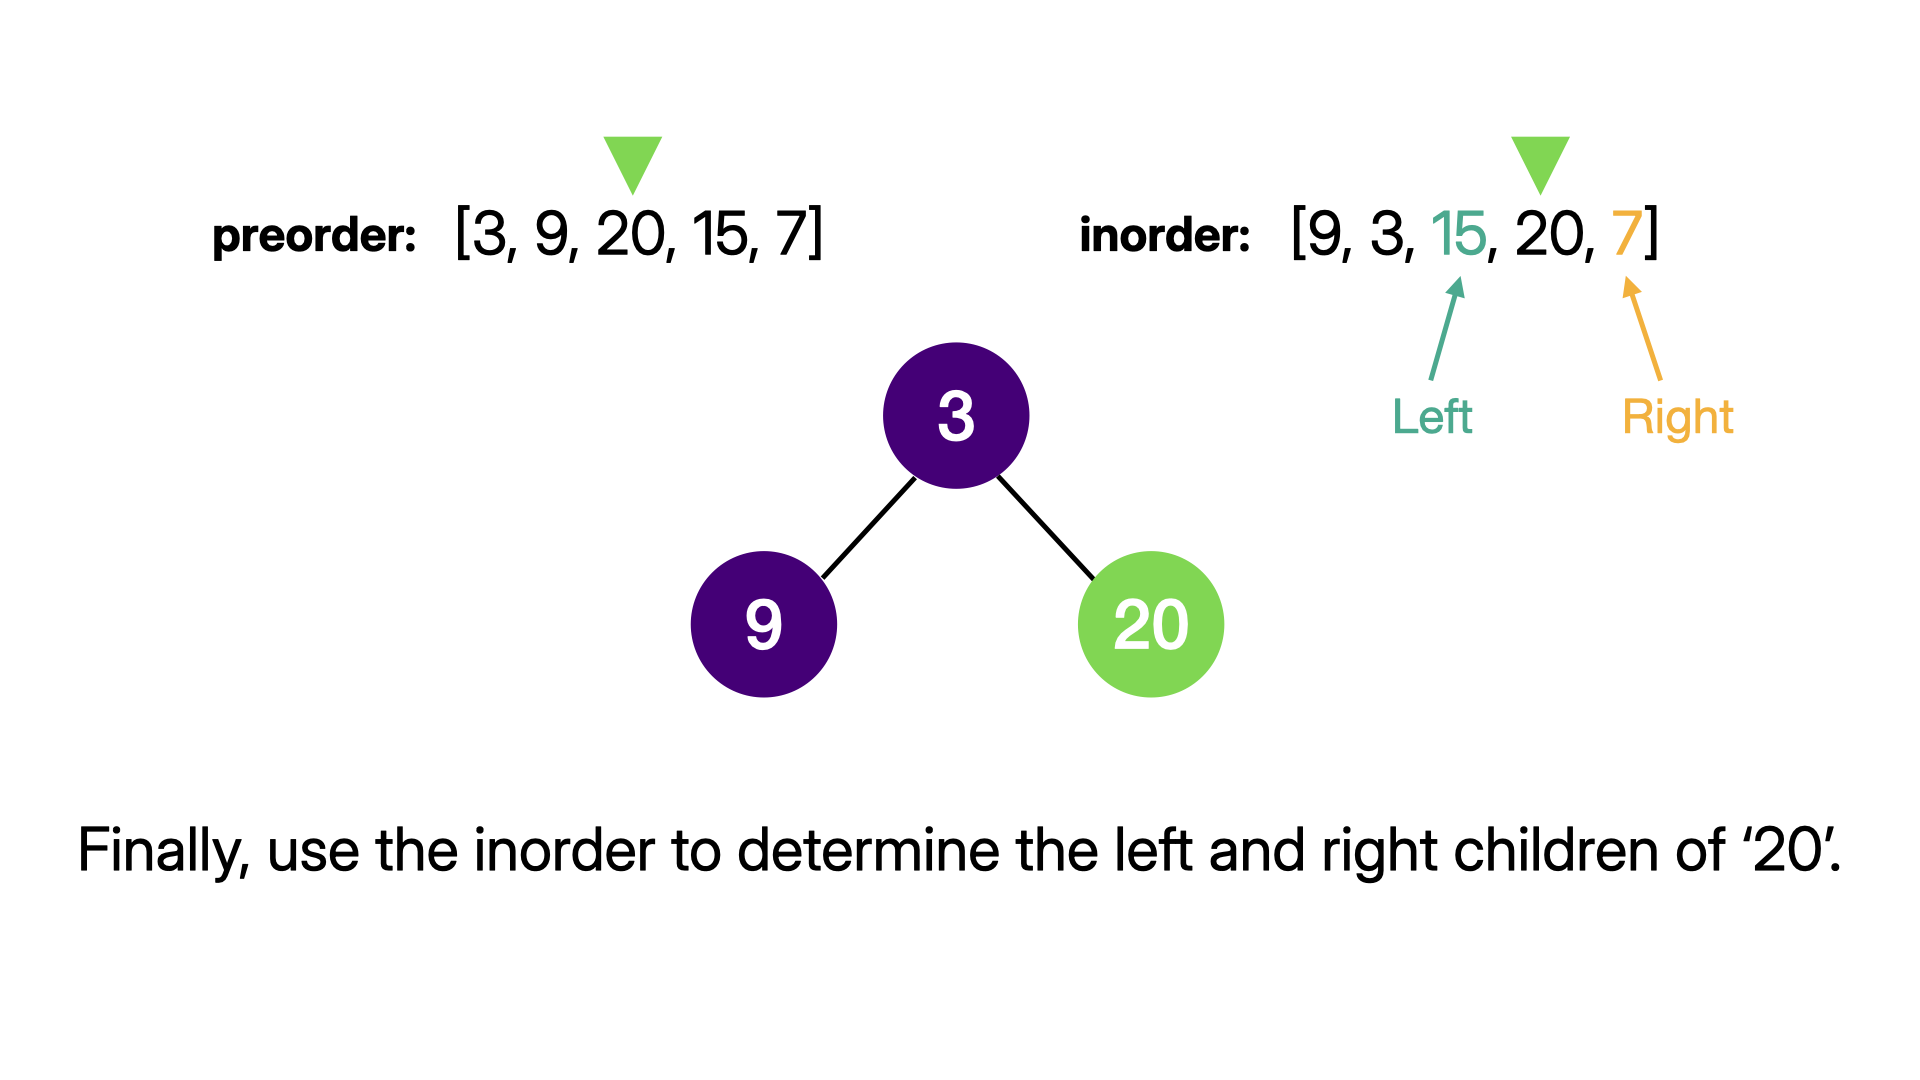 preorder: [3, 9, 20, 15, 7]
inorder: [9, 3, 15, 20, 7]
Left
Right
3
9
20
Finally, use the inorder to determine the left and right children of ‘20’.